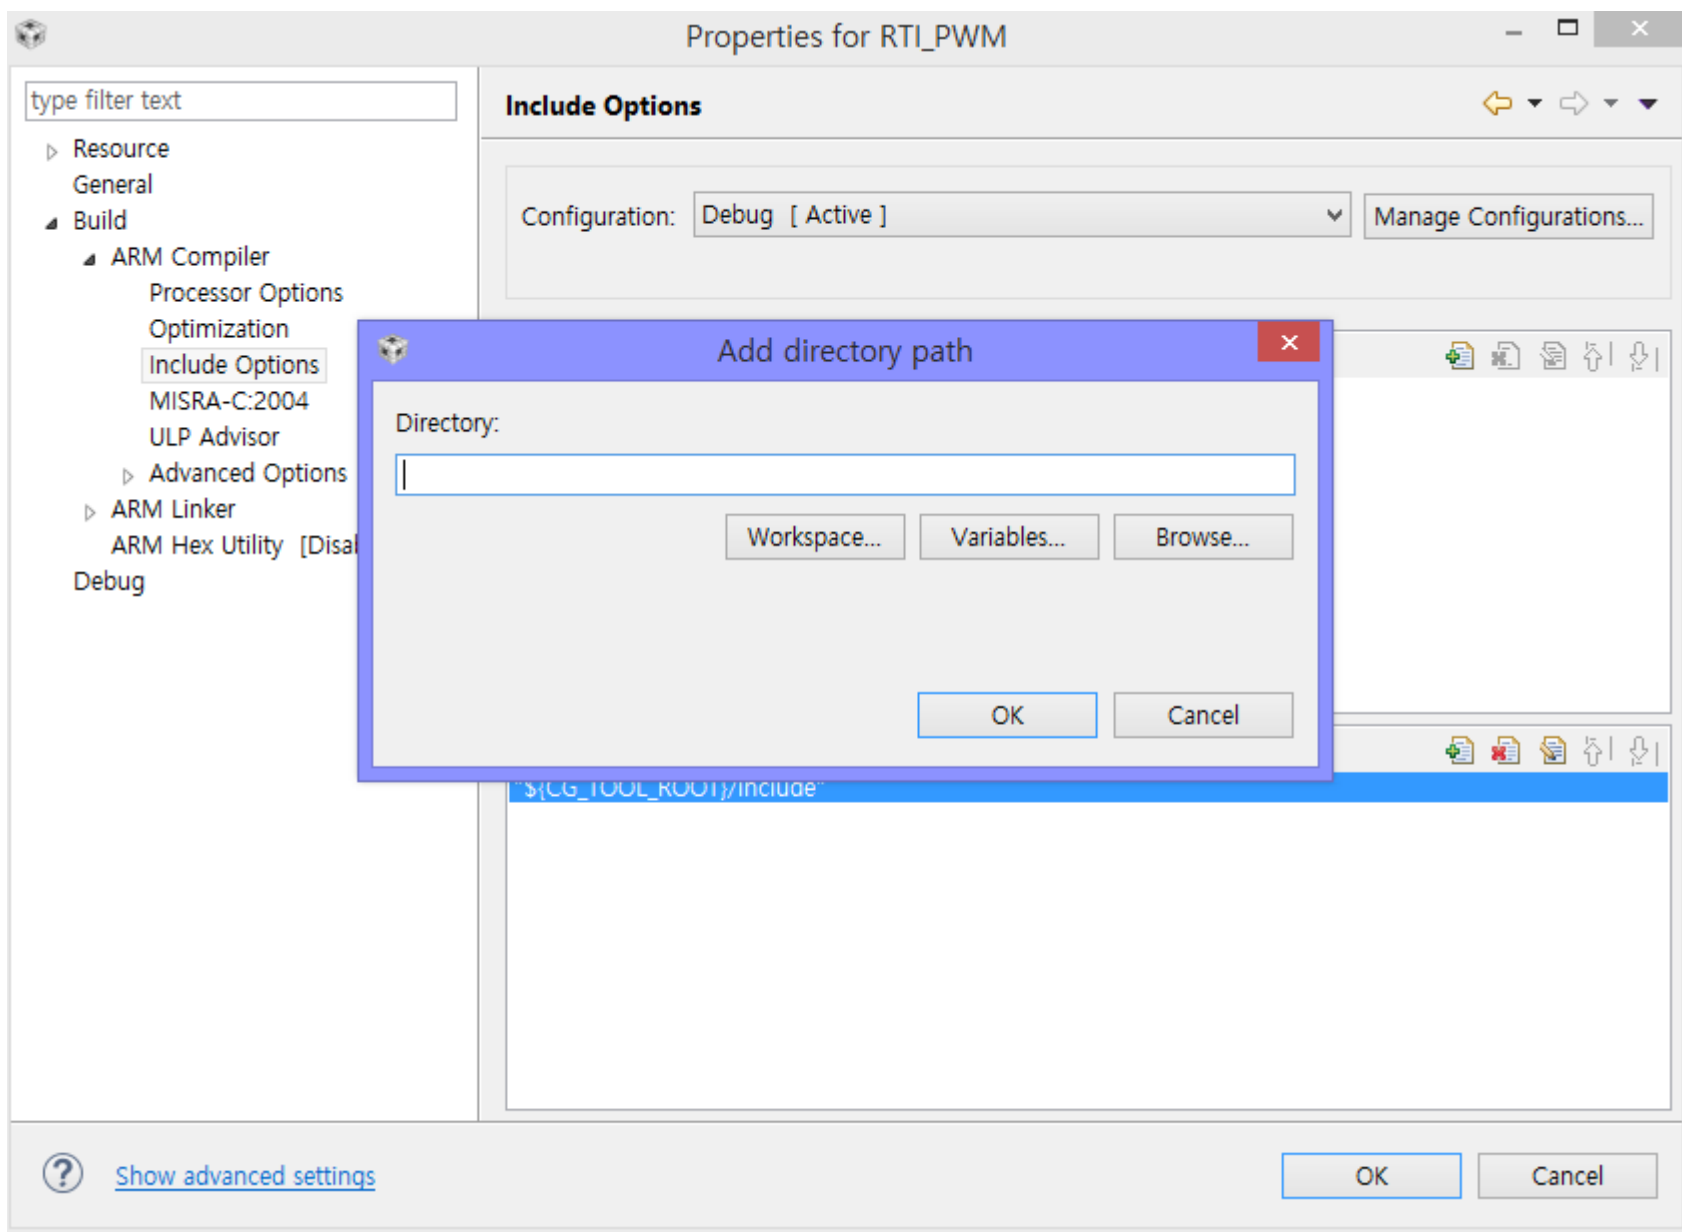 Properties for RTI_PWM
type filter text
Resource
General
Build
ARM Compiler
Processor Options
Optimization
Include Options
MISRA-C:2004
ULP Advisor
Advanced Options
ARM Linker
ARM Hex Utility [Disal
Debug
Include Options
Configuration:
Debug [ Active ]
Manage Configurations...
Add directory path
Directory:
Workspace...
Variables...
Browse...
OK
Cancel
"${CG_TOOL_ROOT}/include"
Show advanced settings
OK
Cancel